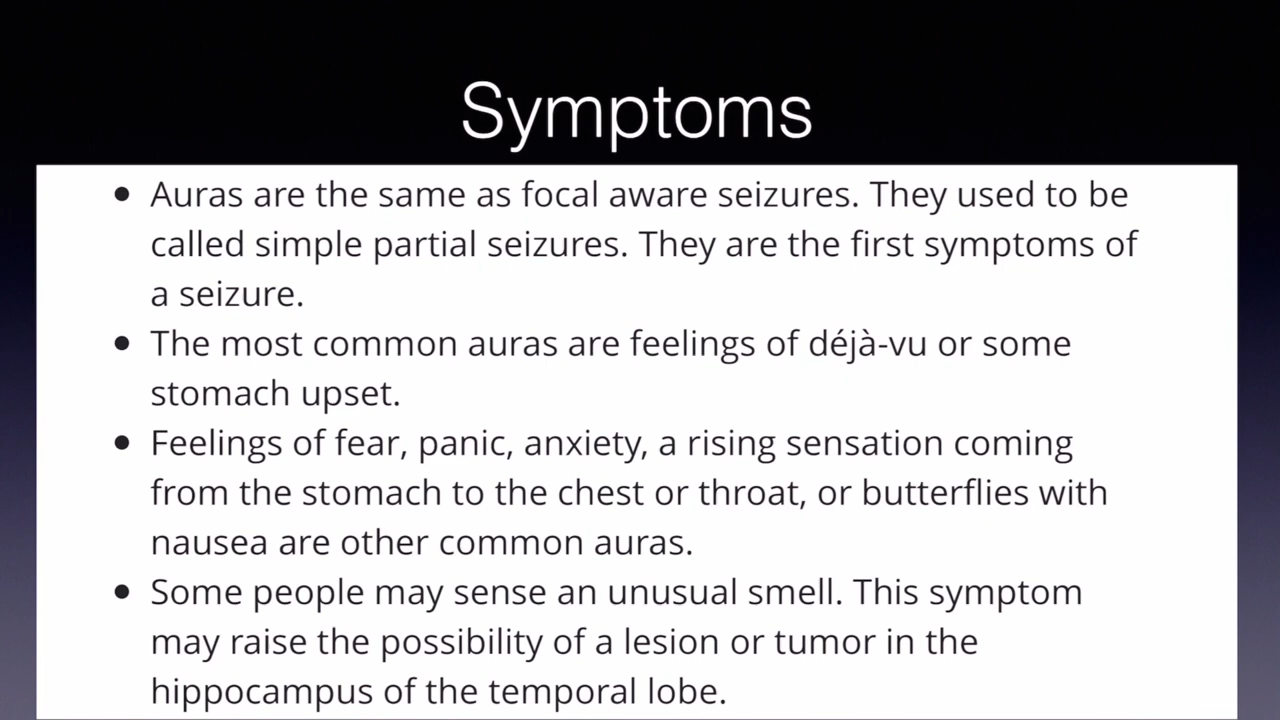 Symptoms
• Auras are the same as focal aware seizures. They used to be
called simple partial seizures. They are the first symptoms of
a seizure.
• The most common auras are feelings of déjà-vu or some
stomach upset.
• Feelings of fear, panic, anxiety, a rising sensation coming
from the stomach to the chest or throat, or butterflies with
nausea are other common auras.
• Some people may sense an unusual smell. This symptom
may raise the possibility of a lesion or tumor in the
hippocampus of the temporal lobe.